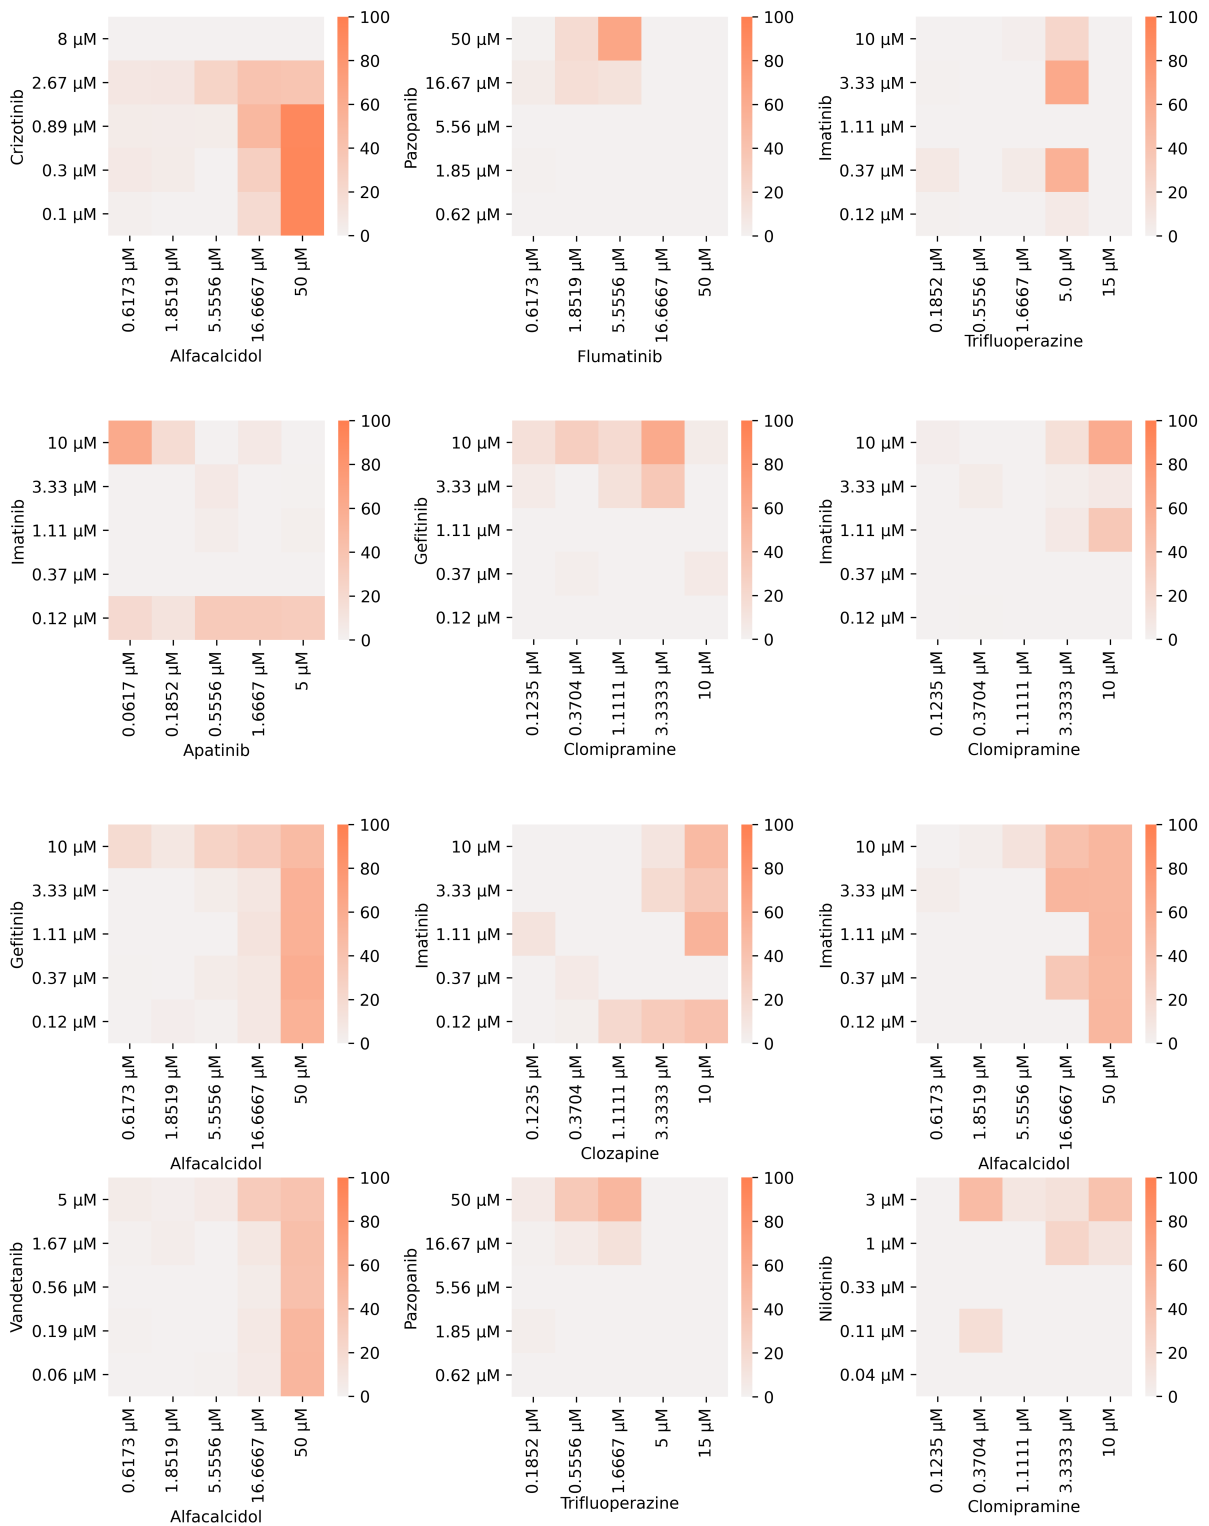 Crizotinib
8 µM
2.67 µM
0.89 µM
0.3 µM
0.1 µM
0.6173 µM
1.8519 µM
5.5556 µM
16.6667 µM
50 µM
Alfacalcidol
100
80
60
40
20
0
Pazopanib
50 µM
16.67 µM
5.56 µM
1.85 µM
0.62 µM
0.6173 µM
1.8519 µM
5.5556 µM
16.6667 µM
50 µM
Flumatinib
100
80
60
40
20
0
Imatinib
10 µM
3.33 µM
1.11 µM
0.37 µM
0.12 µM
0.1852 µM
0.5556 µM
1.6667 µM
5.0 µM
15 µM
Trifluoperazine
100
80
60
40
20
0
Imatinib
10 µM
3.33 µM
1.11 µM
0.37 µM
0.12 µM
0.0617 µM
0.1852 µM
0.5556 µM
1.6667 µM
5 µM
Apatinib
100
80
60
40
20
0
Gefitinib
10 µM
3.33 µM
1.11 µM
0.37 µM
0.12 µM
0.1235 µM
0.3704 µM
1.1111 µM
3.3333 µM
10 µM
Clomipramine
100
80
60
40
20
0
Imatinib
10 µM
3.33 µM
1.11 µM
0.37 µM
0.12 µM
0.1235 µM
0.3704 µM
1.1111 µM
3.3333 µM
10 µM
Clomipramine
100
80
60
40
20
0
Gefitinib
10 µM
3.33 µM
1.11 µM
0.37 µM
0.12 µM
0.6173 µM
1.8519 µM
5.5556 µM
16.6667 µM
50 µM
Alfacalcidol
100
80
60
40
20
0
Imatinib
10 µM
3.33 µM
1.11 µM
0.37 µM
0.12 µM
0.1235 µM
0.3704 µM
1.1111 µM
3.3333 µM
10 µM
Clozapine
100
80
60
40
20
0
Imatinib
10 µM
3.33 µM
1.11 µM
0.37 µM
0.12 µM
0.6173 µM
1.8519 µM
5.5556 µM
16.6667 µM
50 µM
Alfacalcidol
100
80
60
40
20
0
Vandetanib
5 µM
1.67 µM
0.56 µM
0.19 µM
0.06 µM
0.6173 µM
1.8519 µM
5.5556 µM
16.6667 µM
50 µM
Alfacalcidol
100
80
60
40
20
0
Pazopanib
50 µM
16.67 µM
5.56 µM
1.85 µM
0.62 µM
0.1852 µM
0.5556 µM
1.6667 µM
5 µM
15 µM
Trifluoperazine
100
80
60
40
20
0
Nilotinib
3 µM
1 µM
0.33 µM
0.11 µM
0.04 µM
0.1235 µM
0.3704 µM
1.1111 µM
3.3333 µM
10 µM
Clomipramine
100
80
60
40
20
0